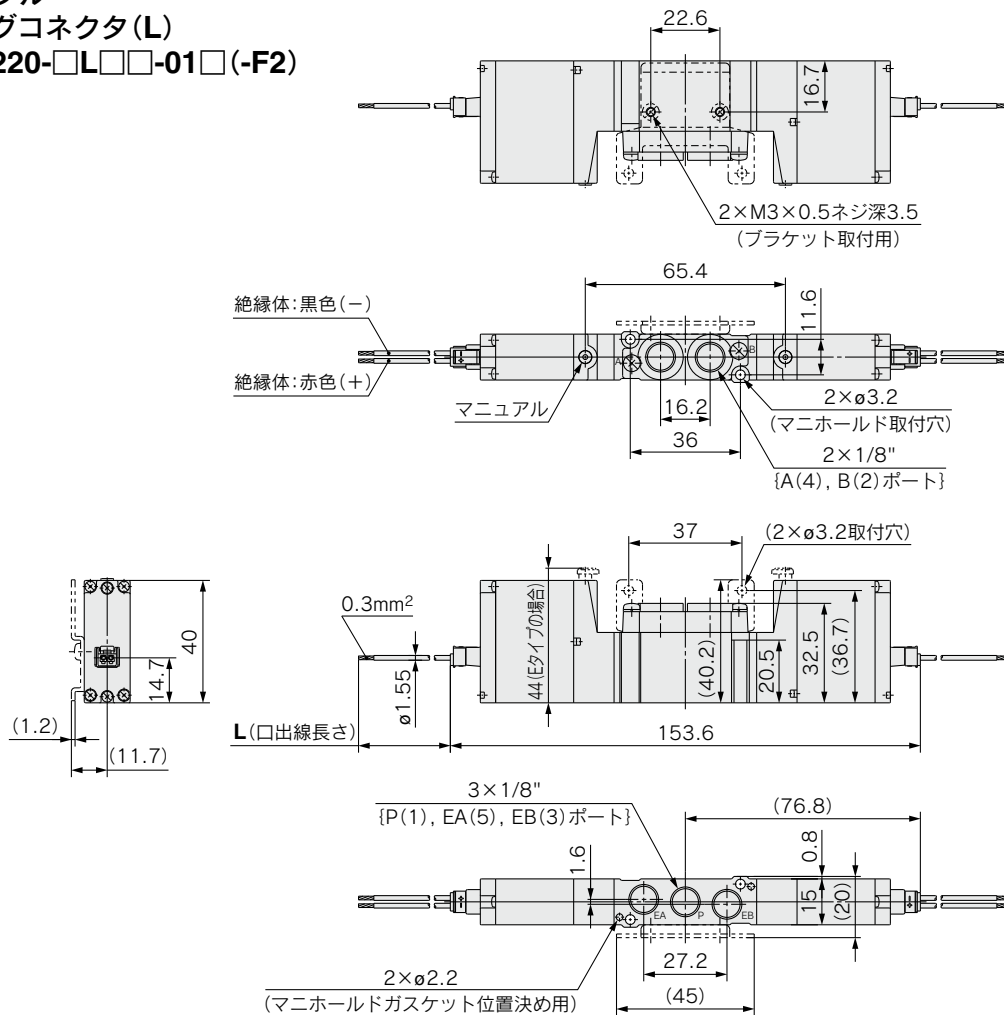 グコネクタ(L)
220-□L□□-01□(-F2)
22.6
16.7
2×M3×0.5ネジ深3.5
(ブラケット取付用)
65.4
11.6
絶縁体:黒色(−)
絶縁体:赤色(+)
A
B
マニュアル
16.2
36
2×ø3.2
(マニホールド取付穴)
2×1/8"
{A(4), B(2)ポート}
37
(2×ø3.2取付穴)
0.3mm²
44(Eタイプの場合)
(40.2)
20.5
32.5
(36.7)
40
14.7
ø1.55
(1.2)
(11.7)
L(口出線長さ)
153.6
3×1/8"
{P(1), EA(5), EB(3)ポート}
(76.8)
1.6
0.8
15
(20)
EA
P
EB
27.2
(45)
2×ø2.2
(マニホールドガスケット位置決め用)